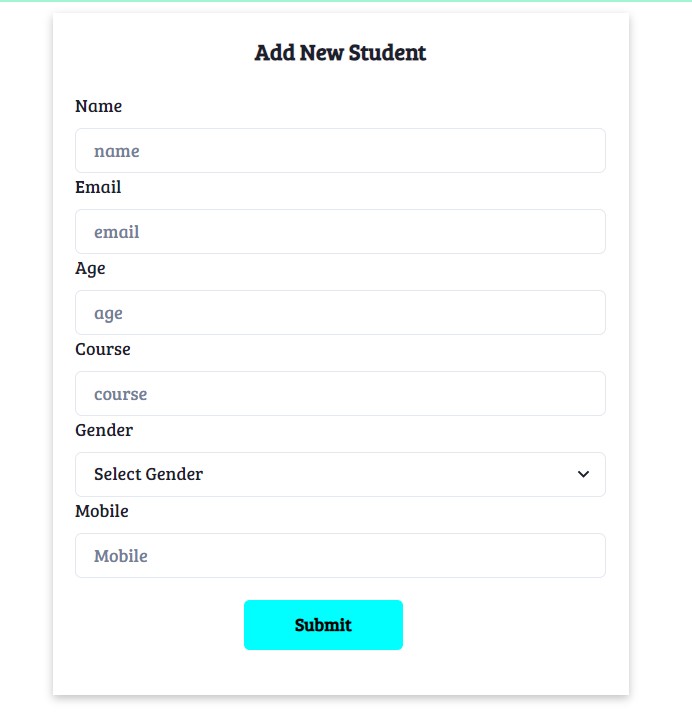 Add New Student
Name
name
Email
email
Age
age
Course
course
Gender
Select Gender
Mobile
Mobile
Submit